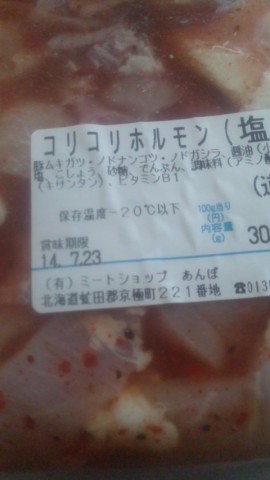 コリコリホルモン(塩
豚ムキガツ・ノドナンコツ・ノドガシラ、醤油(小
塩、こしょう、砂糖、でんぷん、調味料(アミノ酸
(キサンタン)、ビタミンB1
保存温度-20℃以下
100g当り
(円)
内容量
(g)
30
賞味期限
14.7.23
(有)ミートショップ あんぽ
北海道虻田郡京極町221番地 ☎013